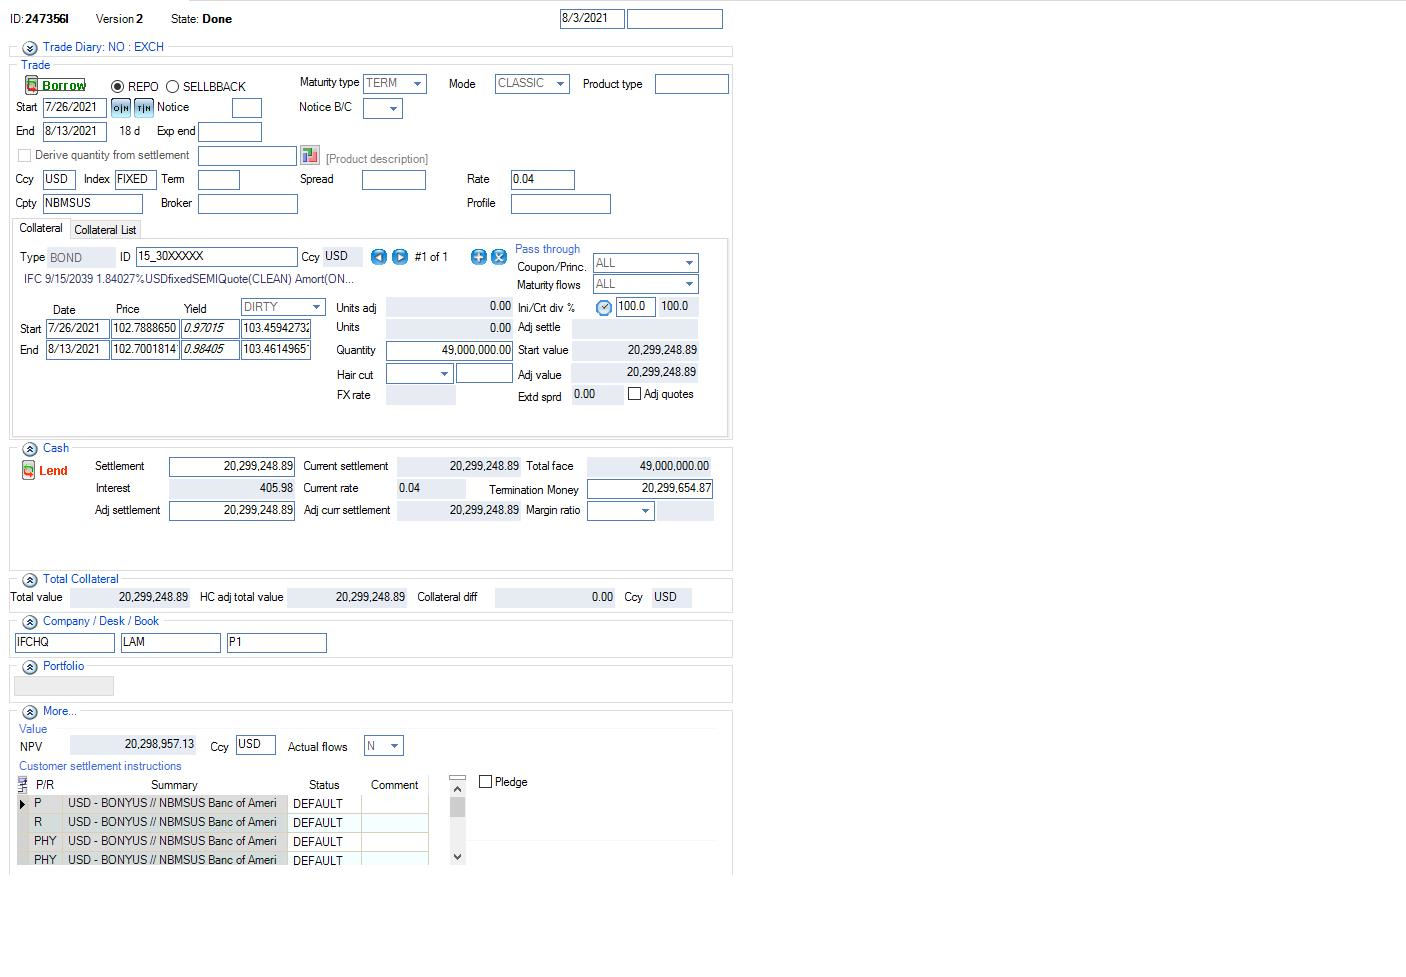 ID: 247356I Version 2 State: Done 8/3/2021
Trade Diary: NO : EXCH
Trade
Borrow REPO SELLBBACK Maturity type TERM Mode CLASSIC Product type
Start 7/26/2021 O|N T|N Notice Notice B/C
End 8/13/2021 18 d Exp end
Derive quantity from settlement [Product description]
Ccy USD Index FIXED Term Spread Rate 0.04
Cpty NBMSUS Broker Profile
Collateral Collateral List
Type BOND ID 15_30XXXXX Ccy USD #1 of 1 Pass through
Coupon/Princ. ALL
IFC 9/15/2039 1.84027%USDfixedSEMIQuote(CLEAN) Amort(ON... Maturity flows ALL
Date Price Yield DIRTY Units adj 0.00 Ini/Crt div % 100.0 100.0
Start 7/26/2021 102.7888650 0.97015 103.45942732 Units 0.00 Adj settle
End 8/13/2021 102.7001814 0.98405 103.4614965 Quantity 49,000,000.00 Start value 20,299,248.89
Hair cut Adj value 20,299,248.89
FX rate Extd sprd 0.00 Adj quotes
Cash
Lend Settlement 20,299,248.89 Current settlement 20,299,248.89 Total face 49,000,000.00
Interest 405.98 Current rate 0.04 Termination Money 20,299,654.87
Adj settlement 20,299,248.89 Adj curr settlement 20,299,248.89 Margin ratio
Total Collateral
Total value 20,299,248.89 HC adj total value 20,299,248.89 Collateral diff 0.00 Ccy USD
Company / Desk / Book
IFCHQ LAM P1
Portfolio
More...
Value
NPV 20,298,957.13 Ccy USD Actual flows N
Customer settlement instructions
P/R Summary Status Comment Pledge
P USD - BONYUS // NBMSUS Banc of Ameri DEFAULT
R USD - BONYUS // NBMSUS Banc of Ameri DEFAULT
PHY USD - BONYUS // NBMSUS Banc of Ameri DEFAULT
PHY USD - BONYUS // NBMSUS Banc of Ameri DEFAULT